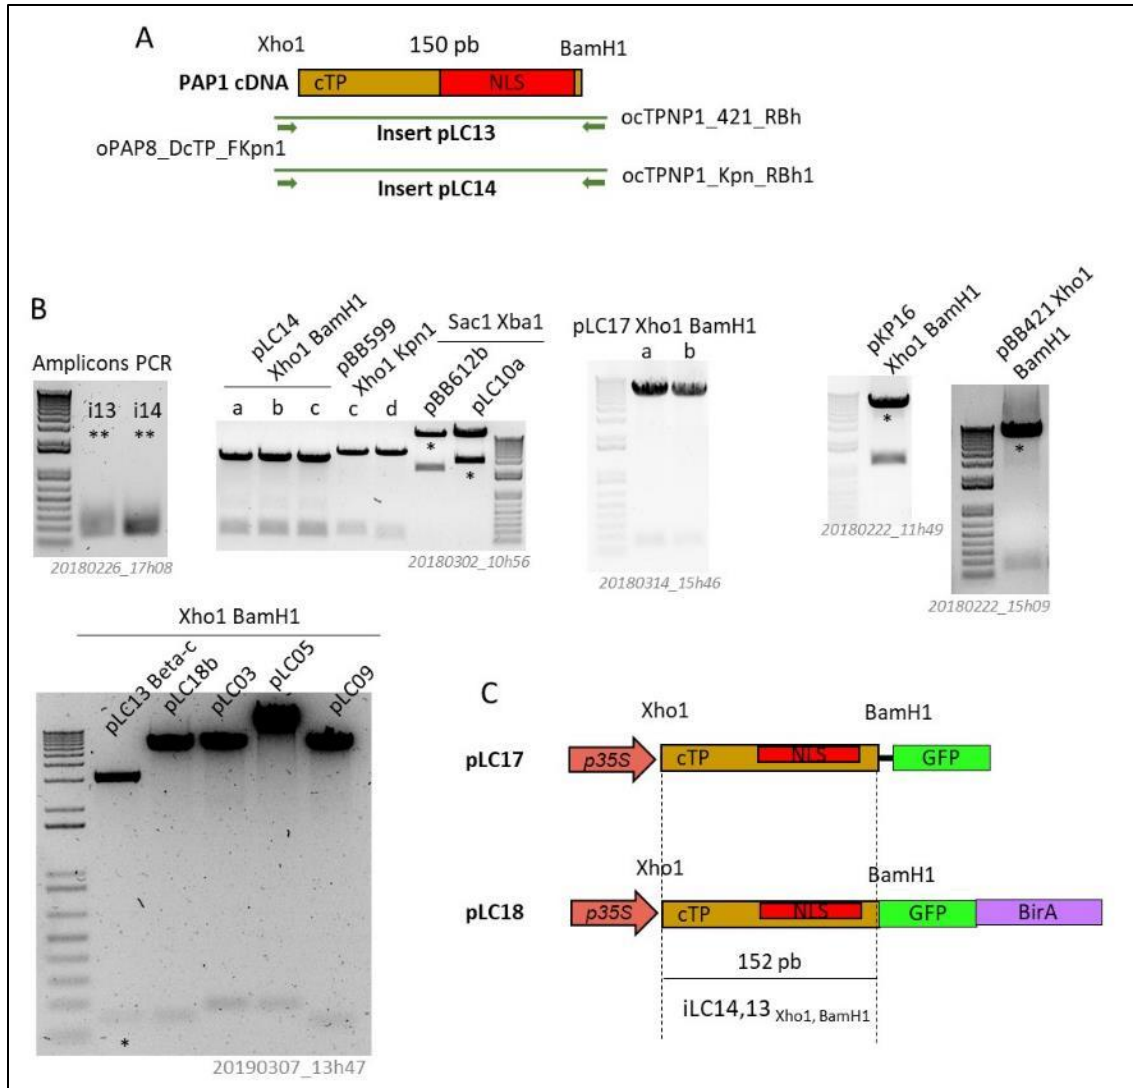 A
Xho1 150 pb BamH1
PAP1 cDNA cTP NLS
ocTPNP1_421_RBh
Insert pLC13
oPAP8_DcTP_FKpn1
ocTPNP1_Kpn_RBh1
Insert pLC14
B
Amplicons PCR
i13 i14
** **
20180226_17h08
pLC14
Xho1 BamH1
pBB599
Xho1 Kpn1
Sac1 Xba1
pBB612b
pLC10a
a b c c d
*
*
20180302_10h56
pLC17 Xho1 BamH1
a b
20180314_15h46
pKP16
Xho1 BamH1
*
20180222_11h49
pBB421 Xho1
BamH1
*
20180222_15h09
Xho1 BamH1
pLC13 Beta-c
pLC18b
pLC03
pLC05
pLC09
*
20190307_13h47
C
Xho1 BamH1
pLC17 p35S cTP NLS GFP
Xho1 BamH1
pLC18 p35S cTP NLS GFP BirA
152 pb
iLC14,13 Xho1, BamH1